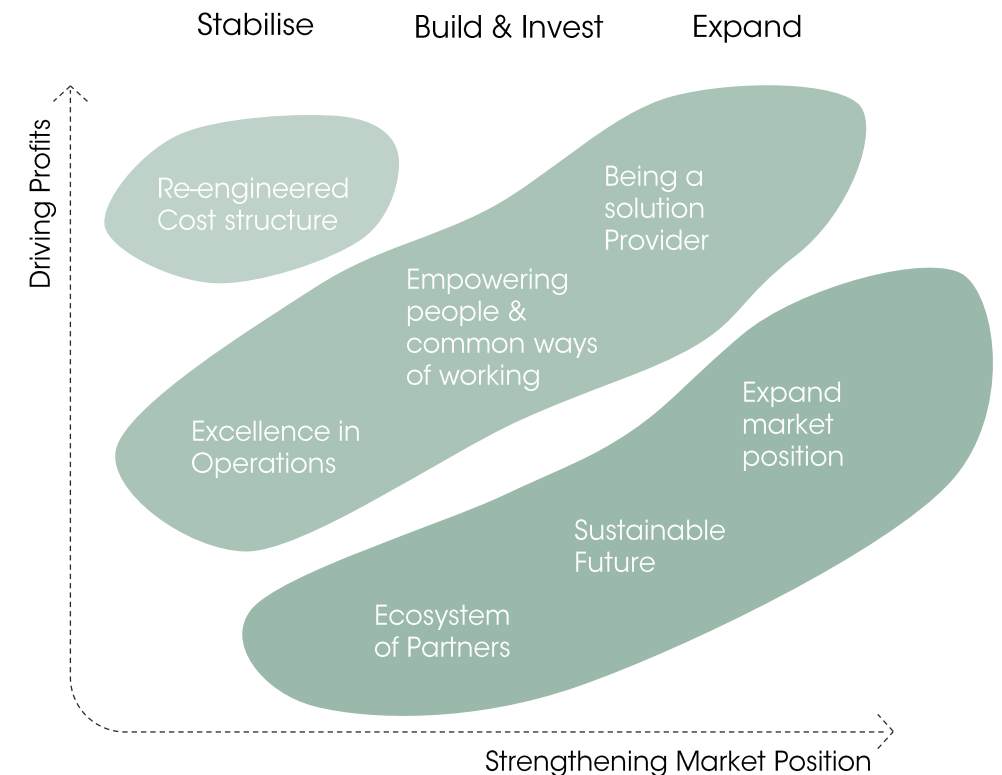 Stabilise
Build & Invest
Expand
Driving Profits
Re-engineered
Cost structure
Being a
solution
Provider
Empowering
people &
common ways
of working
Excellence in
Operations
Expand
market
position
Sustainable
Future
Ecosystem
of Partners
Strengthening Market Position